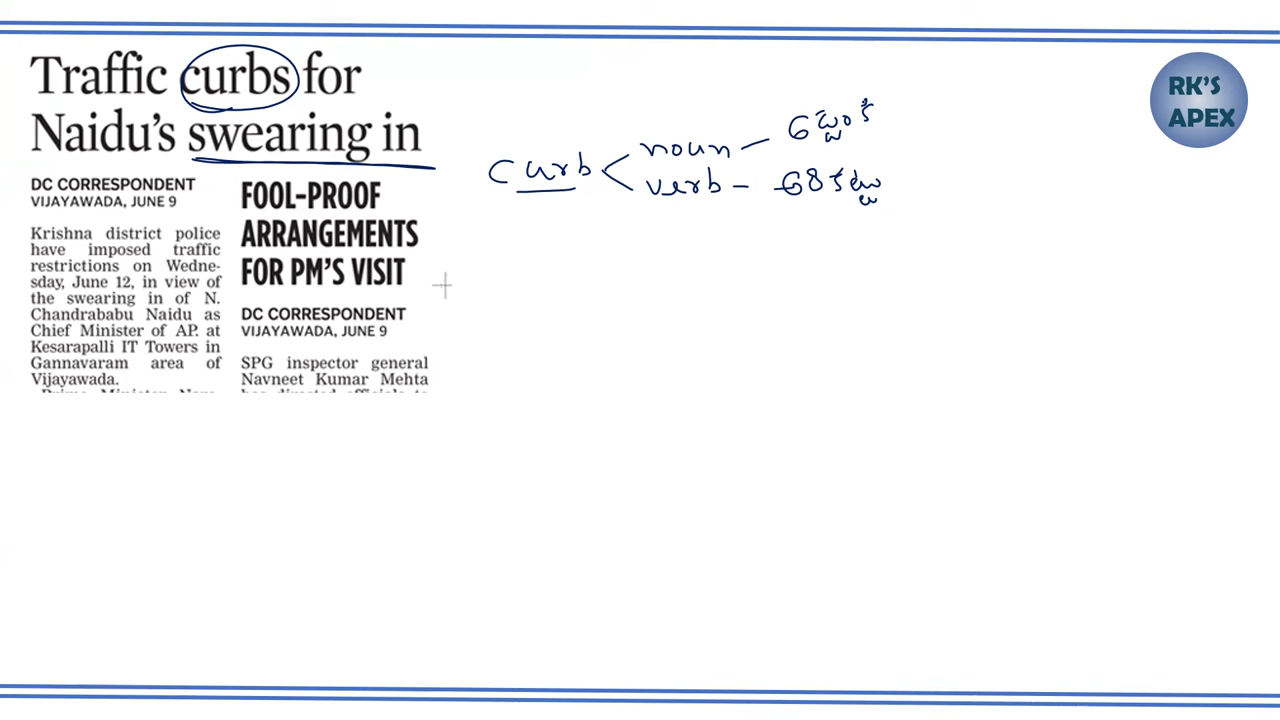 Traffic curbs for
Naidu's swearing in
DC CORRESPONDENT
VIJAYAWADA, JUNE 9
Krishna district police
have imposed traffic
restrictions on Wedne-
sday, June 12, in view of
the swearing in of N.
Chandrababu Naidu as
Chief Minister of AP. at
Kesarapalli IT Towers in
Gannavaram area of
Vijayawada.
FOOL-PROOF
ARRANGEMENTS
FOR PM'S VISIT
DC CORRESPONDENT
VIJAYAWADA, JUNE 9
SPG inspector general
Navneet Kumar Mehta
curb
noun –
verb –
RK'S
APEX